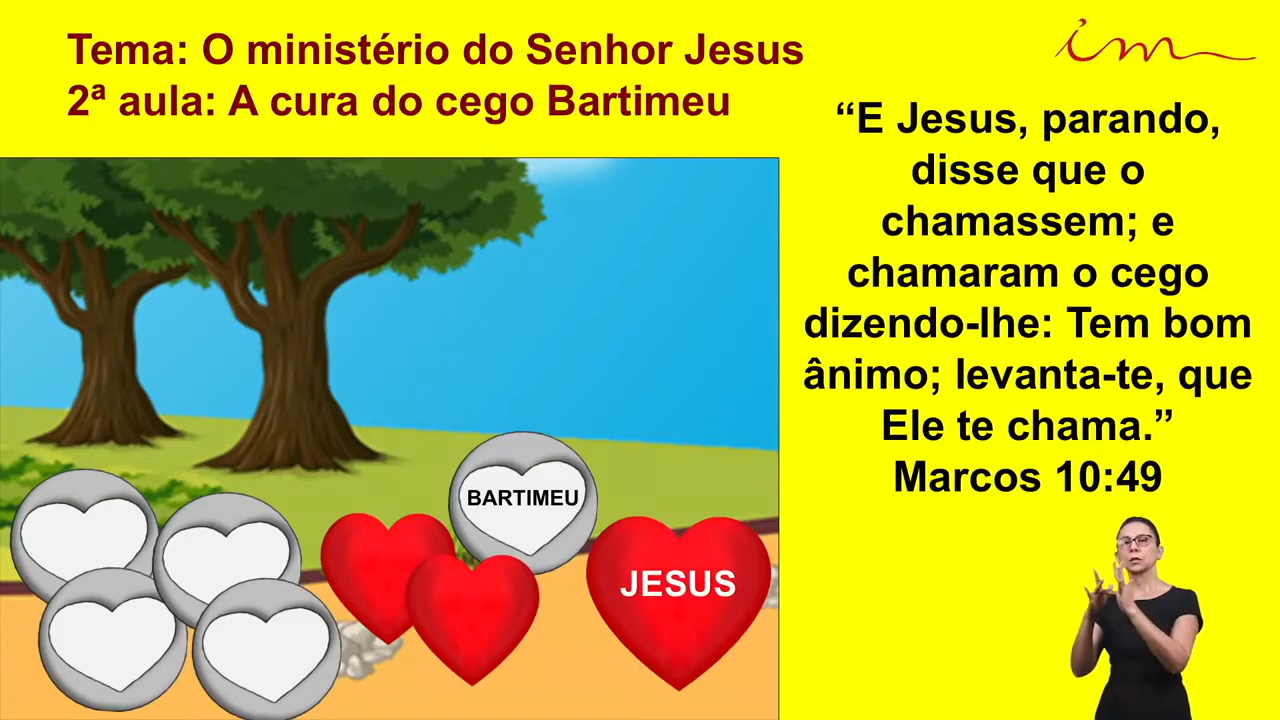 Tema: O ministério do Senhor Jesus
2ª aula: A cura do cego Bartimeu
im
“E Jesus, parando,
disse que o
chamassem; e
chamaram o cego
dizendo-lhe: Tem bom
ânimo; levanta-te, que
Ele te chama.”
Marcos 10:49
BARTIMEU
JESUS